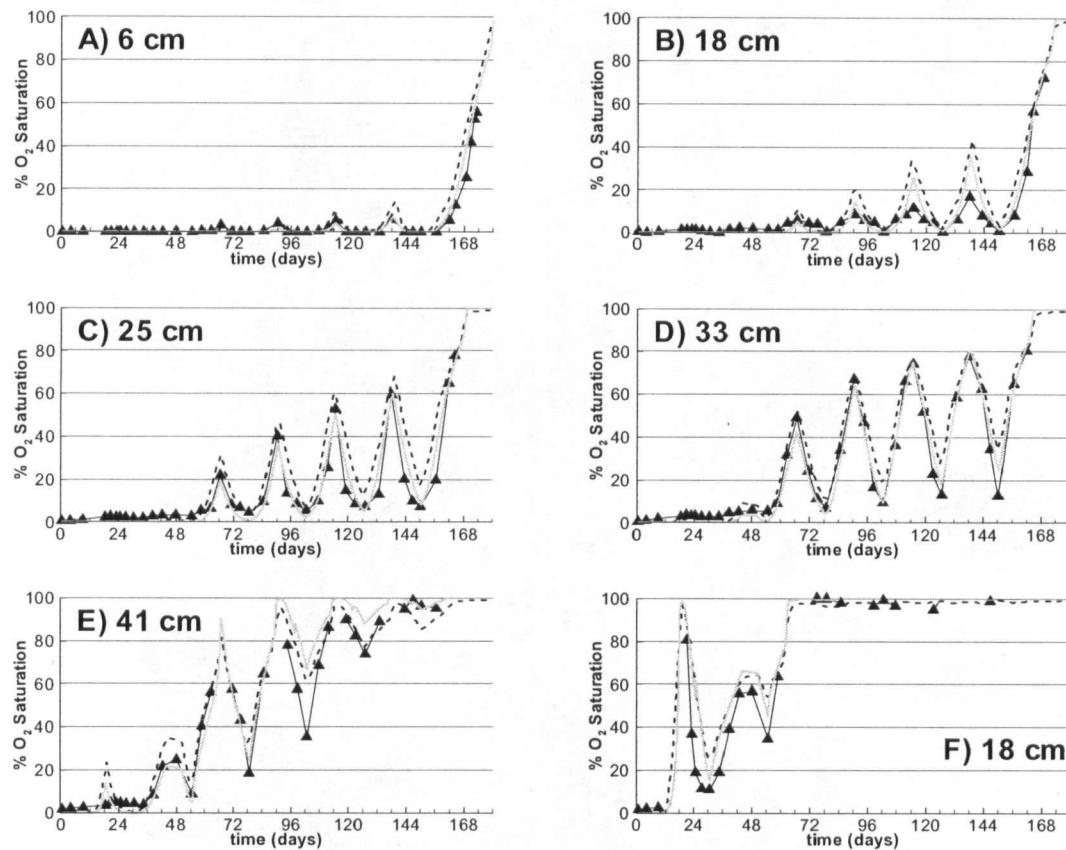 A) 6 cm
% O2 Saturation
100
80
60
40
20
0
0 24 48 72 96 120 144 168
time (days)
B) 18 cm
% O2 Saturation
100
80
60
40
20
0
0 24 48 72 96 120 144 168
time (days)
C) 25 cm
% O2 Saturation
100
80
60
40
20
0
0 24 48 72 96 120 144 168
time (days)
D) 33 cm
% O2 Saturation
100
80
60
40
20
0
0 24 48 72 96 120 144 168
time (days)
E) 41 cm
% O2 Saturation
100
80
60
40
20
0
0 24 48 72 96 120 144 168
time (days)
F) 18 cm
% O2 Saturation
100
80
60
40
20
0
0 24 48 72 96 120 144 168
time (days)